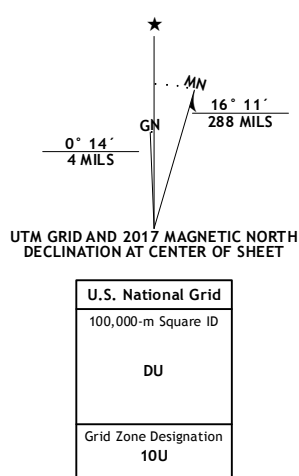 ★
MN
GN
16° 11´
288 MILS
0° 14´
4 MILS
UTM GRID AND 2017 MAGNETIC NORTH
DECLINATION AT CENTER OF SHEET
U.S. National Grid
100,000-m Square ID
DU
Grid Zone Designation
10U